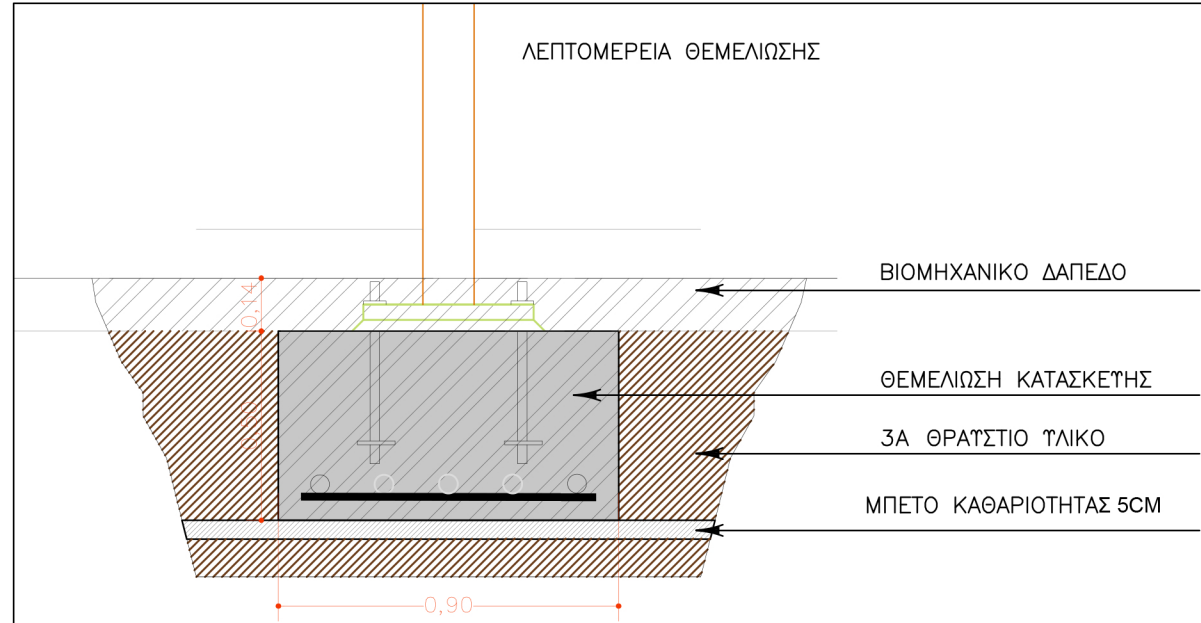 ΛΕΠΤΟΜΕΡΕΙΑ ΘΕΜΕΛΙΩΣΗΣ
ΒΙΟΜΗΧΑΝΙΚΟ ΔΑΠΕΔΟ
0,14
ΘΕΜΕΛΙΩΣΗ ΚΑΤΑΣΚΕΥΗΣ
3Α ΘΡΑΥΣΤΙΟ ΥΛΙΚΟ
ΜΠΕΤΟ ΚΑΘΑΡΙΟΤΗΤΑΣ 5CM
0,90